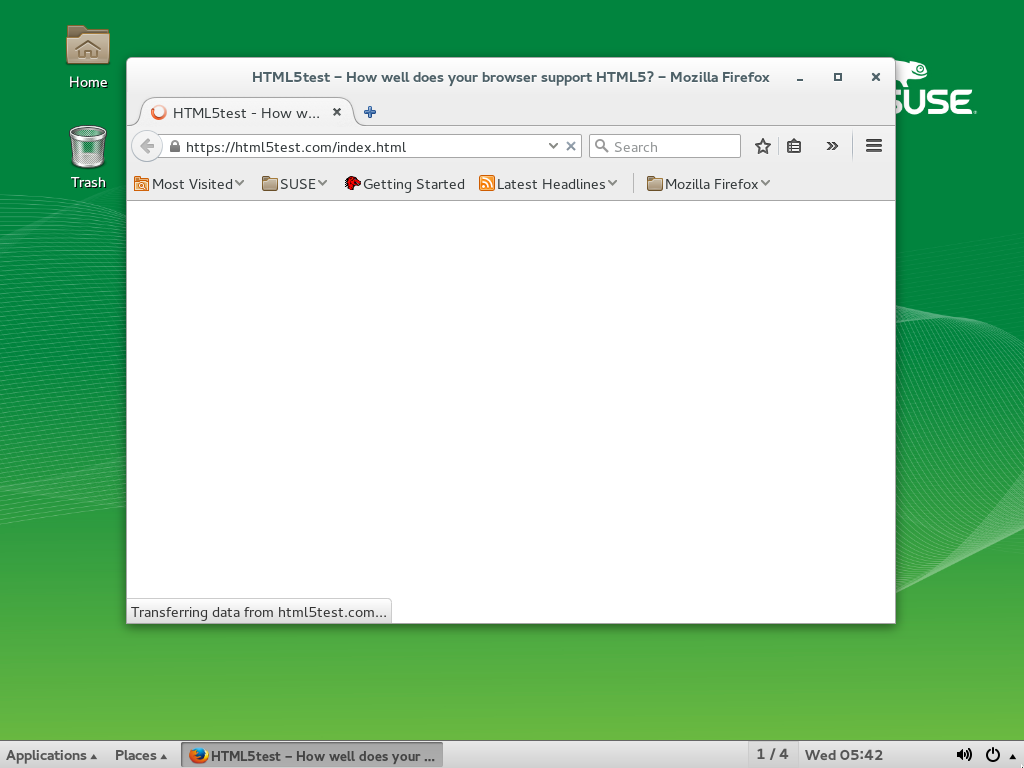 Home
Trash
SUSE
HTML5test – How well does your browser support HTML5? – Mozilla Firefox
HTML5test - How w...
https://html5test.com/index.html
Search
Most Visited
SUSE
Getting Started
Latest Headlines
Mozilla Firefox
Transferring data from html5test.com...
Applications
Places
HTML5test – How well does your ...
1 / 4
Wed 05:42